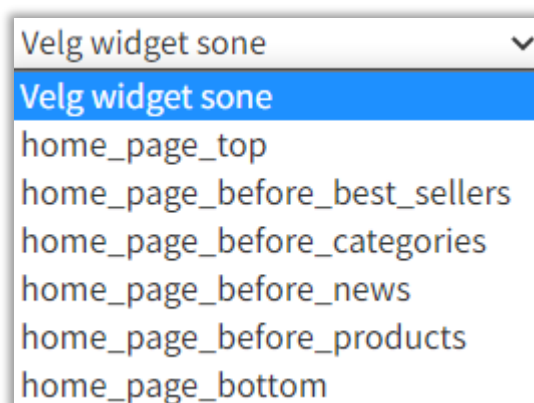 Velg widget sone
Velg widget sone
home_page_top
home_page_before_best_sellers
home_page_before_categories
home_page_before_news
home_page_before_products
home_page_bottom